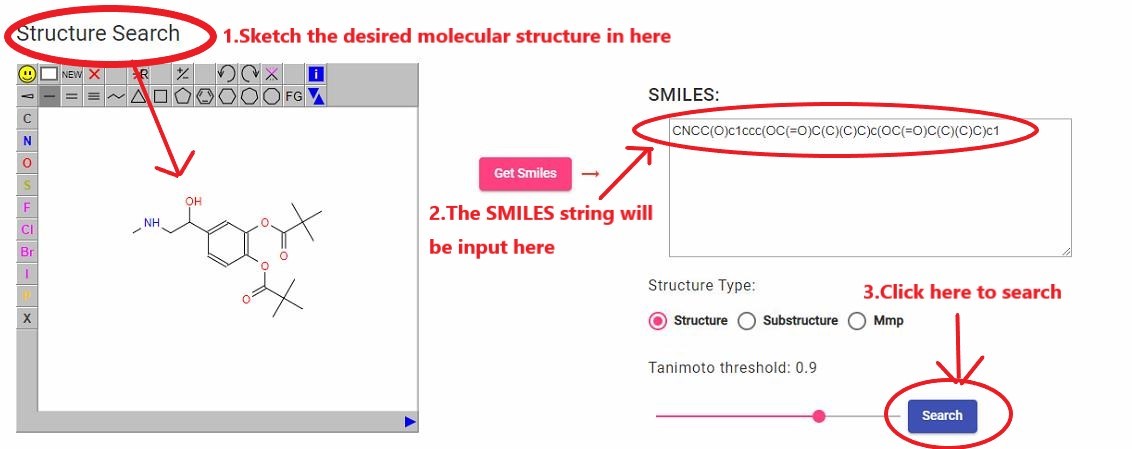 Structure Search
1.Sketch the desired molecular structure in here
NEW
R
+/-
i
FG
C
N
O
S
F
Cl
Br
I
P
X
OH
NH
O
O
O
O
SMILES:
CNCC(O)c1ccc(OC(=O)C(C)(C)C)c(OC(=O)C(C)(C)C)c1
Get Smiles
2.The SMILES string will
be input here
Structure Type:
3.Click here to search
Structure Substructure Mmp
Tanimoto threshold: 0.9
Search